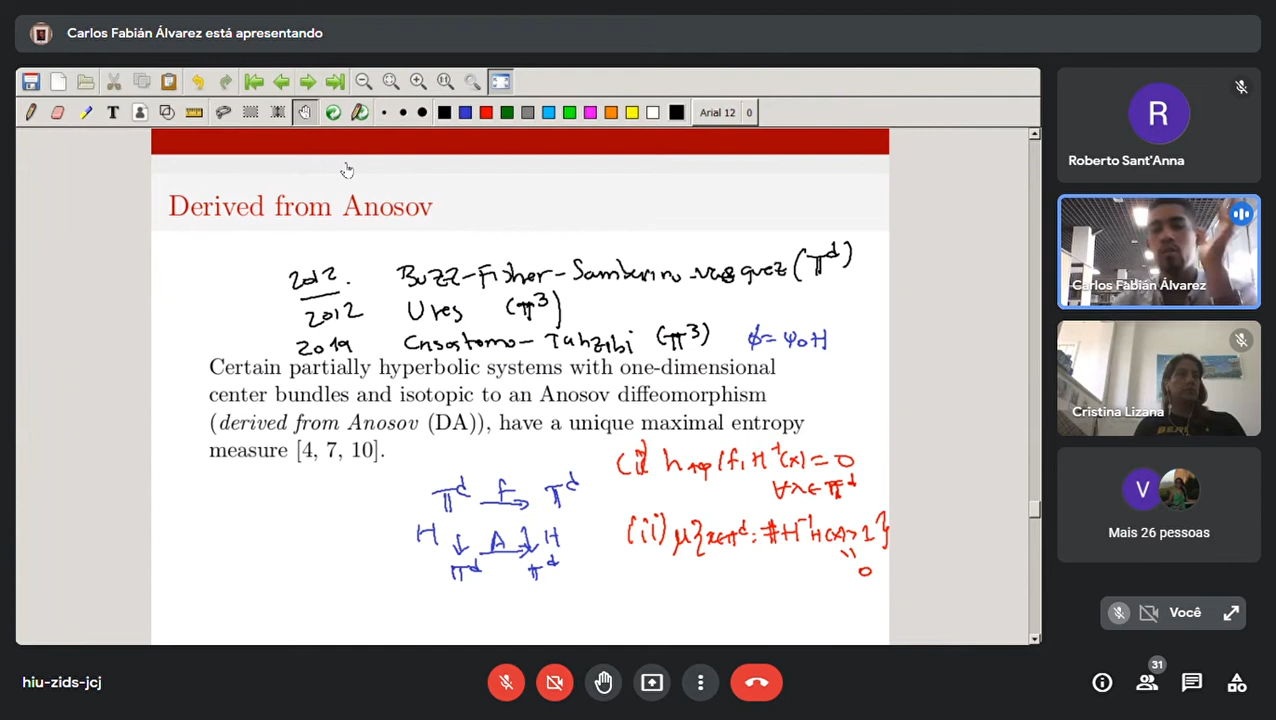 Carlos Fabián Álvarez está apresentando
T
Arial 12
0
Derived from Anosov
2012. Buzz-Fisher-Samberino-vasquez (𝕋^d)
2012 Ures (𝕋^3)
2019 Crisostomo-Tahzibi (𝕋^3) ϕ=ψ∘H
Certain partially hyperbolic systems with one-dimensional
center bundles and isotopic to an Anosov diffeomorphism
(derived from Anosov (DA)), have a unique maximal entropy
measure [4, 7, 10].
(i) h_top(f, H^-1(x)) = 0
∀x∈𝕋^d
𝕋^d f→ 𝕋^d
H ↓ A→ ↓ H
𝕋^d 𝕋^d
(ii) μ{x∈𝕋^d: #H^-1H(x)>1}
=
0
R
Roberto Sant'Anna
Carlos Fabián Álvarez
Cristina Lizana
V
Mais 26 pessoas
Você
hiu-zids-jcj
31